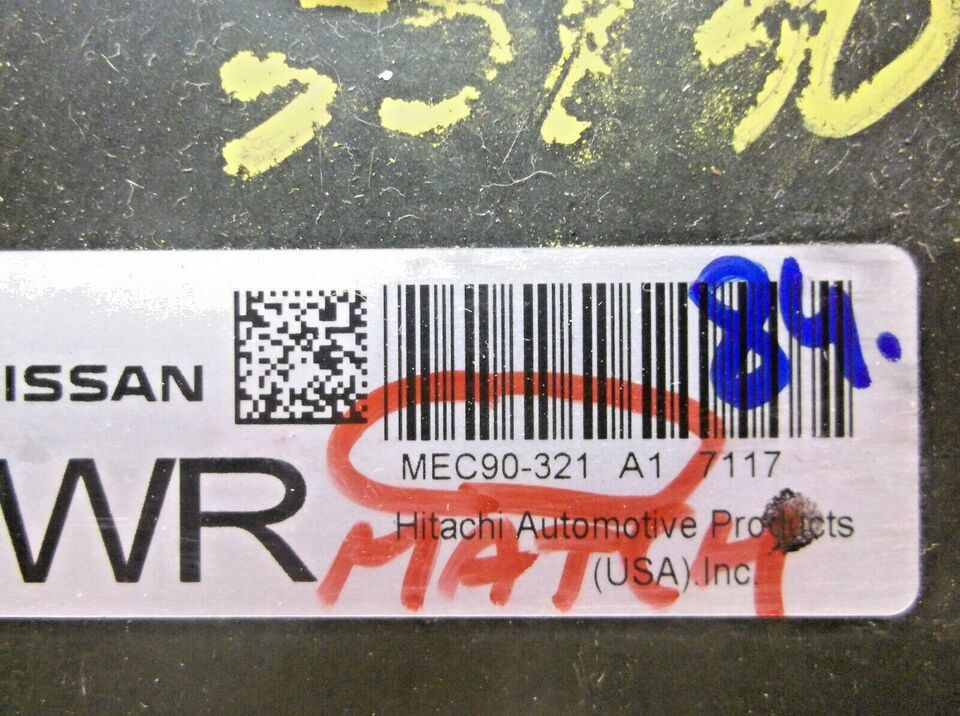 84.
ISSAN
MEC90-321 A1 7117
WR
Hitachi Automotive Products
(USA).Inc.
MATCH